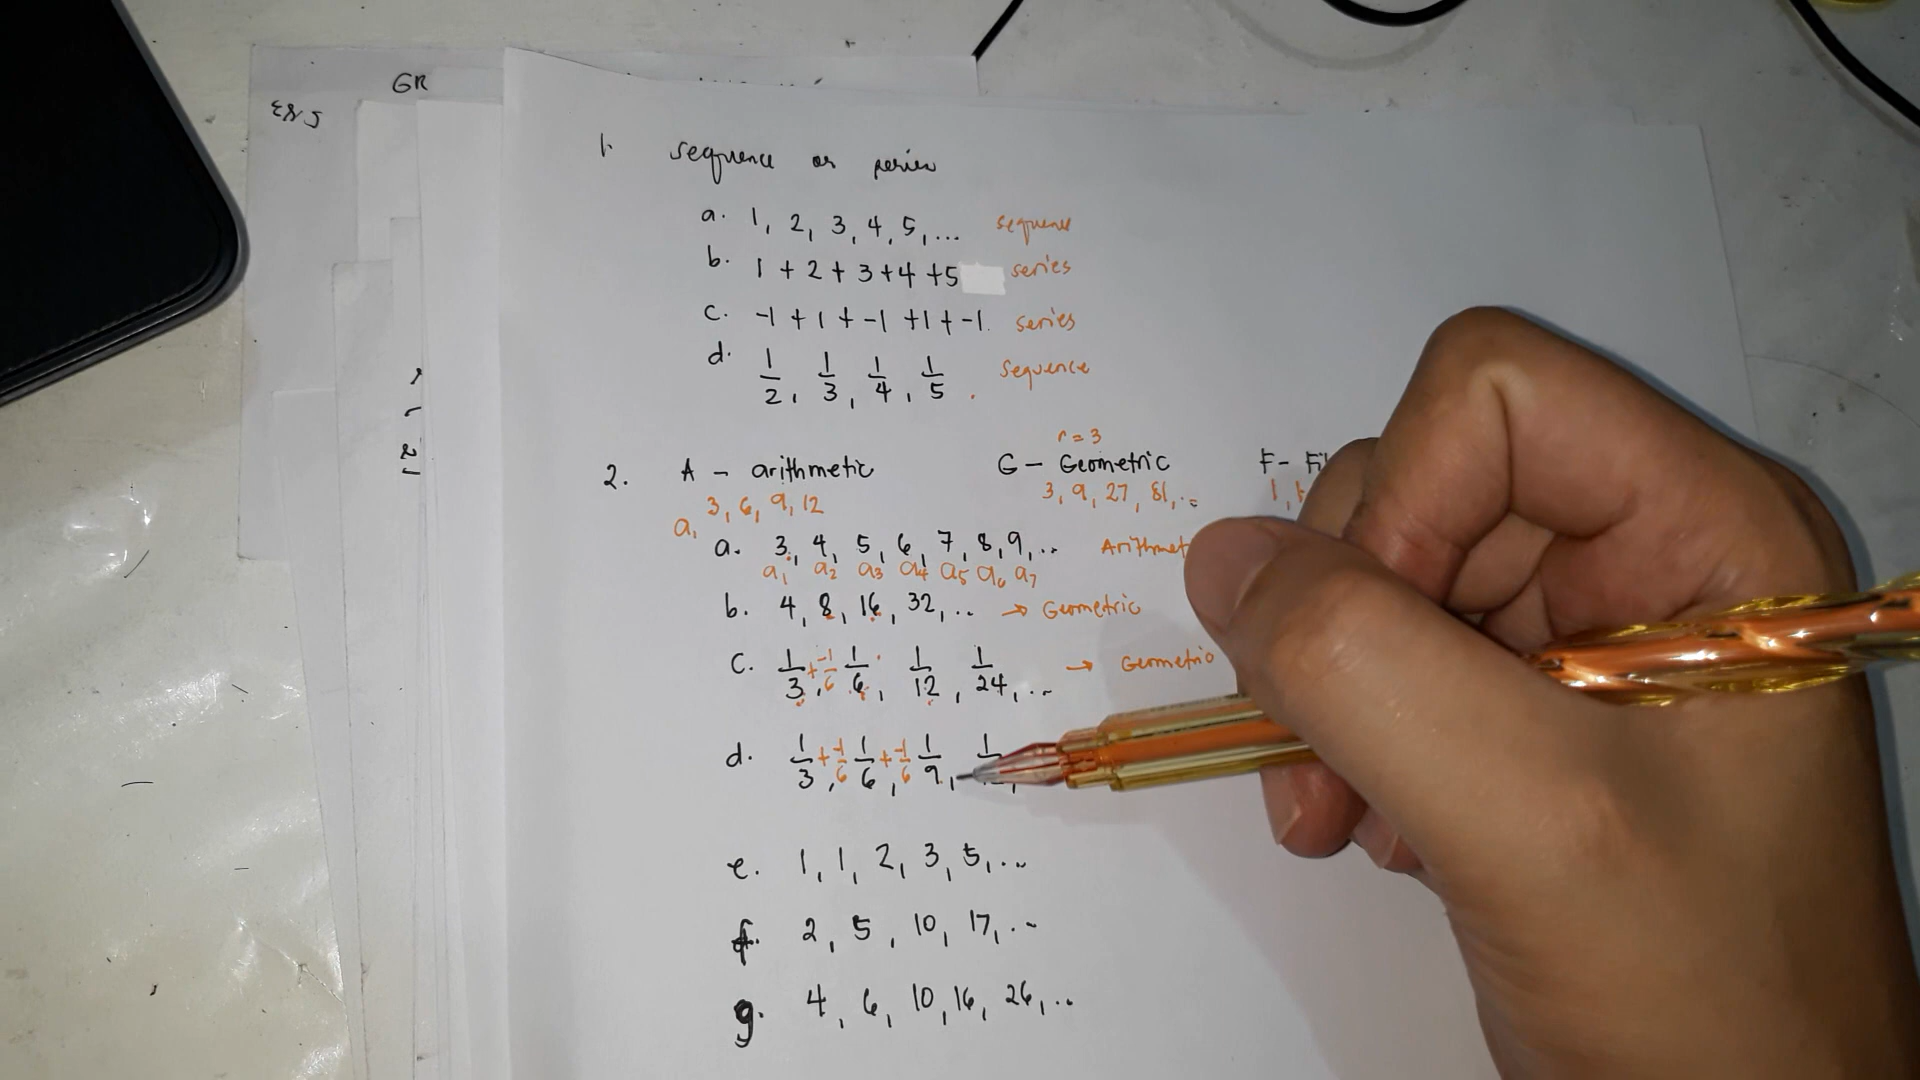 GR
1. sequence or series
a. 1, 2, 3, 4, 5, ... sequence
b. 1 + 2 + 3 + 4 + 5 series
c. -1 + 1 + -1 + 1 + -1. series
d. 1/2, 1/3, 1/4, 1/5 . sequence
r = 3
2. A - arithmetic G - Geometric F -
3, 6, 9, 12 3, 9, 27, 81, .. 1,
a,
a. 3, 4, 5, 6, 7, 8, 9, .. Arithmet
a1 a2 a3 a4 a5 a6 a7
b. 4, 8, 16, 32, .. → Geometric
c. 1/3, + -1/6 1/6, 1/12, 1/24, .. → Geometric
d. 1/3, + -1/6 1/6, + -1/6 1/9, 1
e. 1, 1, 2, 3, 5, ...
f. 2, 5, 10, 17, ..
g. 4, 6, 10, 16, 26, ...